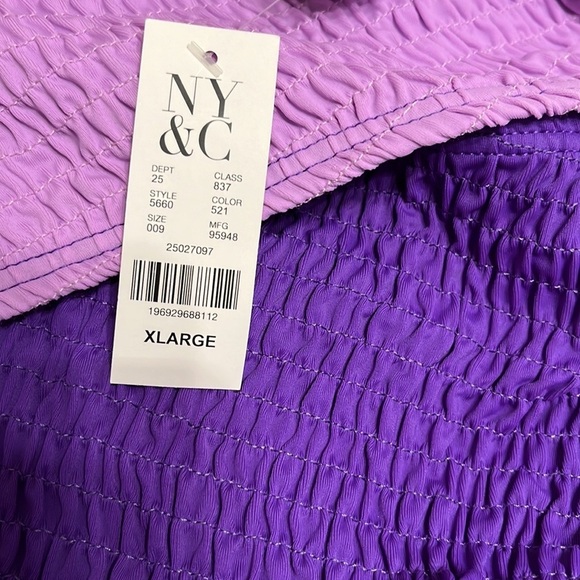 NY
&C
DEPT CLASS
25 837
STYLE COLOR
5660 521
SIZE MFG
009 95948
25027097
196929688112
XLARGE